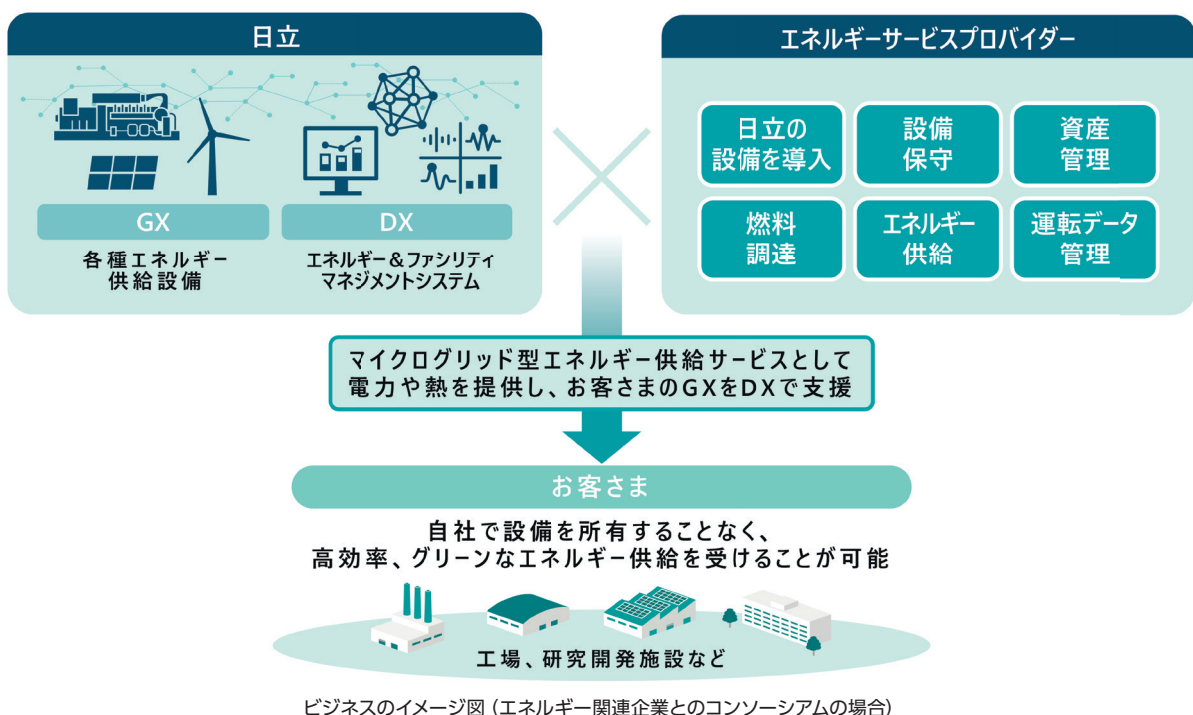 日立
GX
各種エネルギー
供給設備
DX
エネルギー&ファシリティ
マネジメントシステム
エネルギーサービスプロバイダー
日立の
設備を導入
設備
保守
資産
管理
燃料
調達
エネルギー
供給
運転データ
管理
マイクログリッド型エネルギー供給サービスとして
電力や熱を提供し、お客さまのGXをDXで支援
お客さま
自社で設備を所有することなく、
高効率、グリーンなエネルギー供給を受けることが可能
工場、研究開発施設など
ビジネスのイメージ図(エネルギー関連企業とのコンソーシアムの場合)